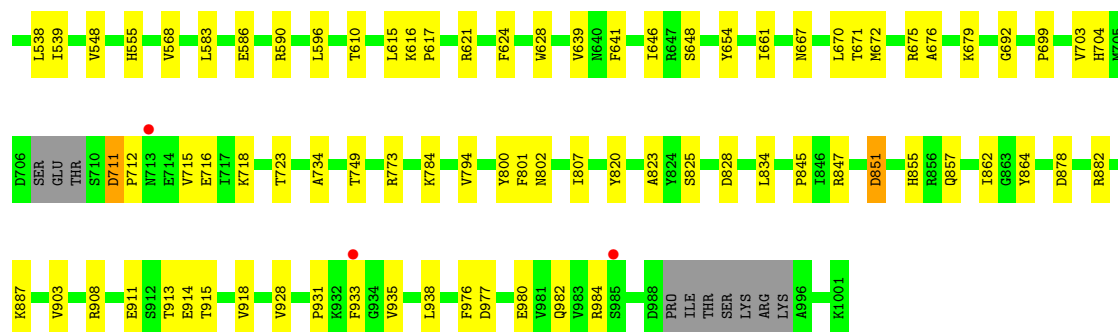 L538 I539 V548 H555 V568 L583 E586 R590 L596 T610 L615 K616 P617 R621 F624 W628 V639 N640 F641 I646 R647 S648 Y654 I661 N667 L670 T671 M672 R675 A676 K679 G692 P699 V703 H704 M705
D706 SER GLU THR S710 D711 P712 N713 E714 V715 E716 I717 K718 T723 A734 T749 R773 K784 V794 Y800 F801 N802 I807 Y820 A823 Y824 S825 D828 L834 P845 I846 R847 D851 H855 R856 Q857 I862 G863 Y864 D878 R882
K887 V903 R908 E911 S912 T913 E914 T915 V918 V928 P931 K932 F933 G934 V935 L938 F976 D977 E980 V981 Q982 V983 R984 S985 D988 PRO ILE THR SER LYS ARG LYS A996 K1001